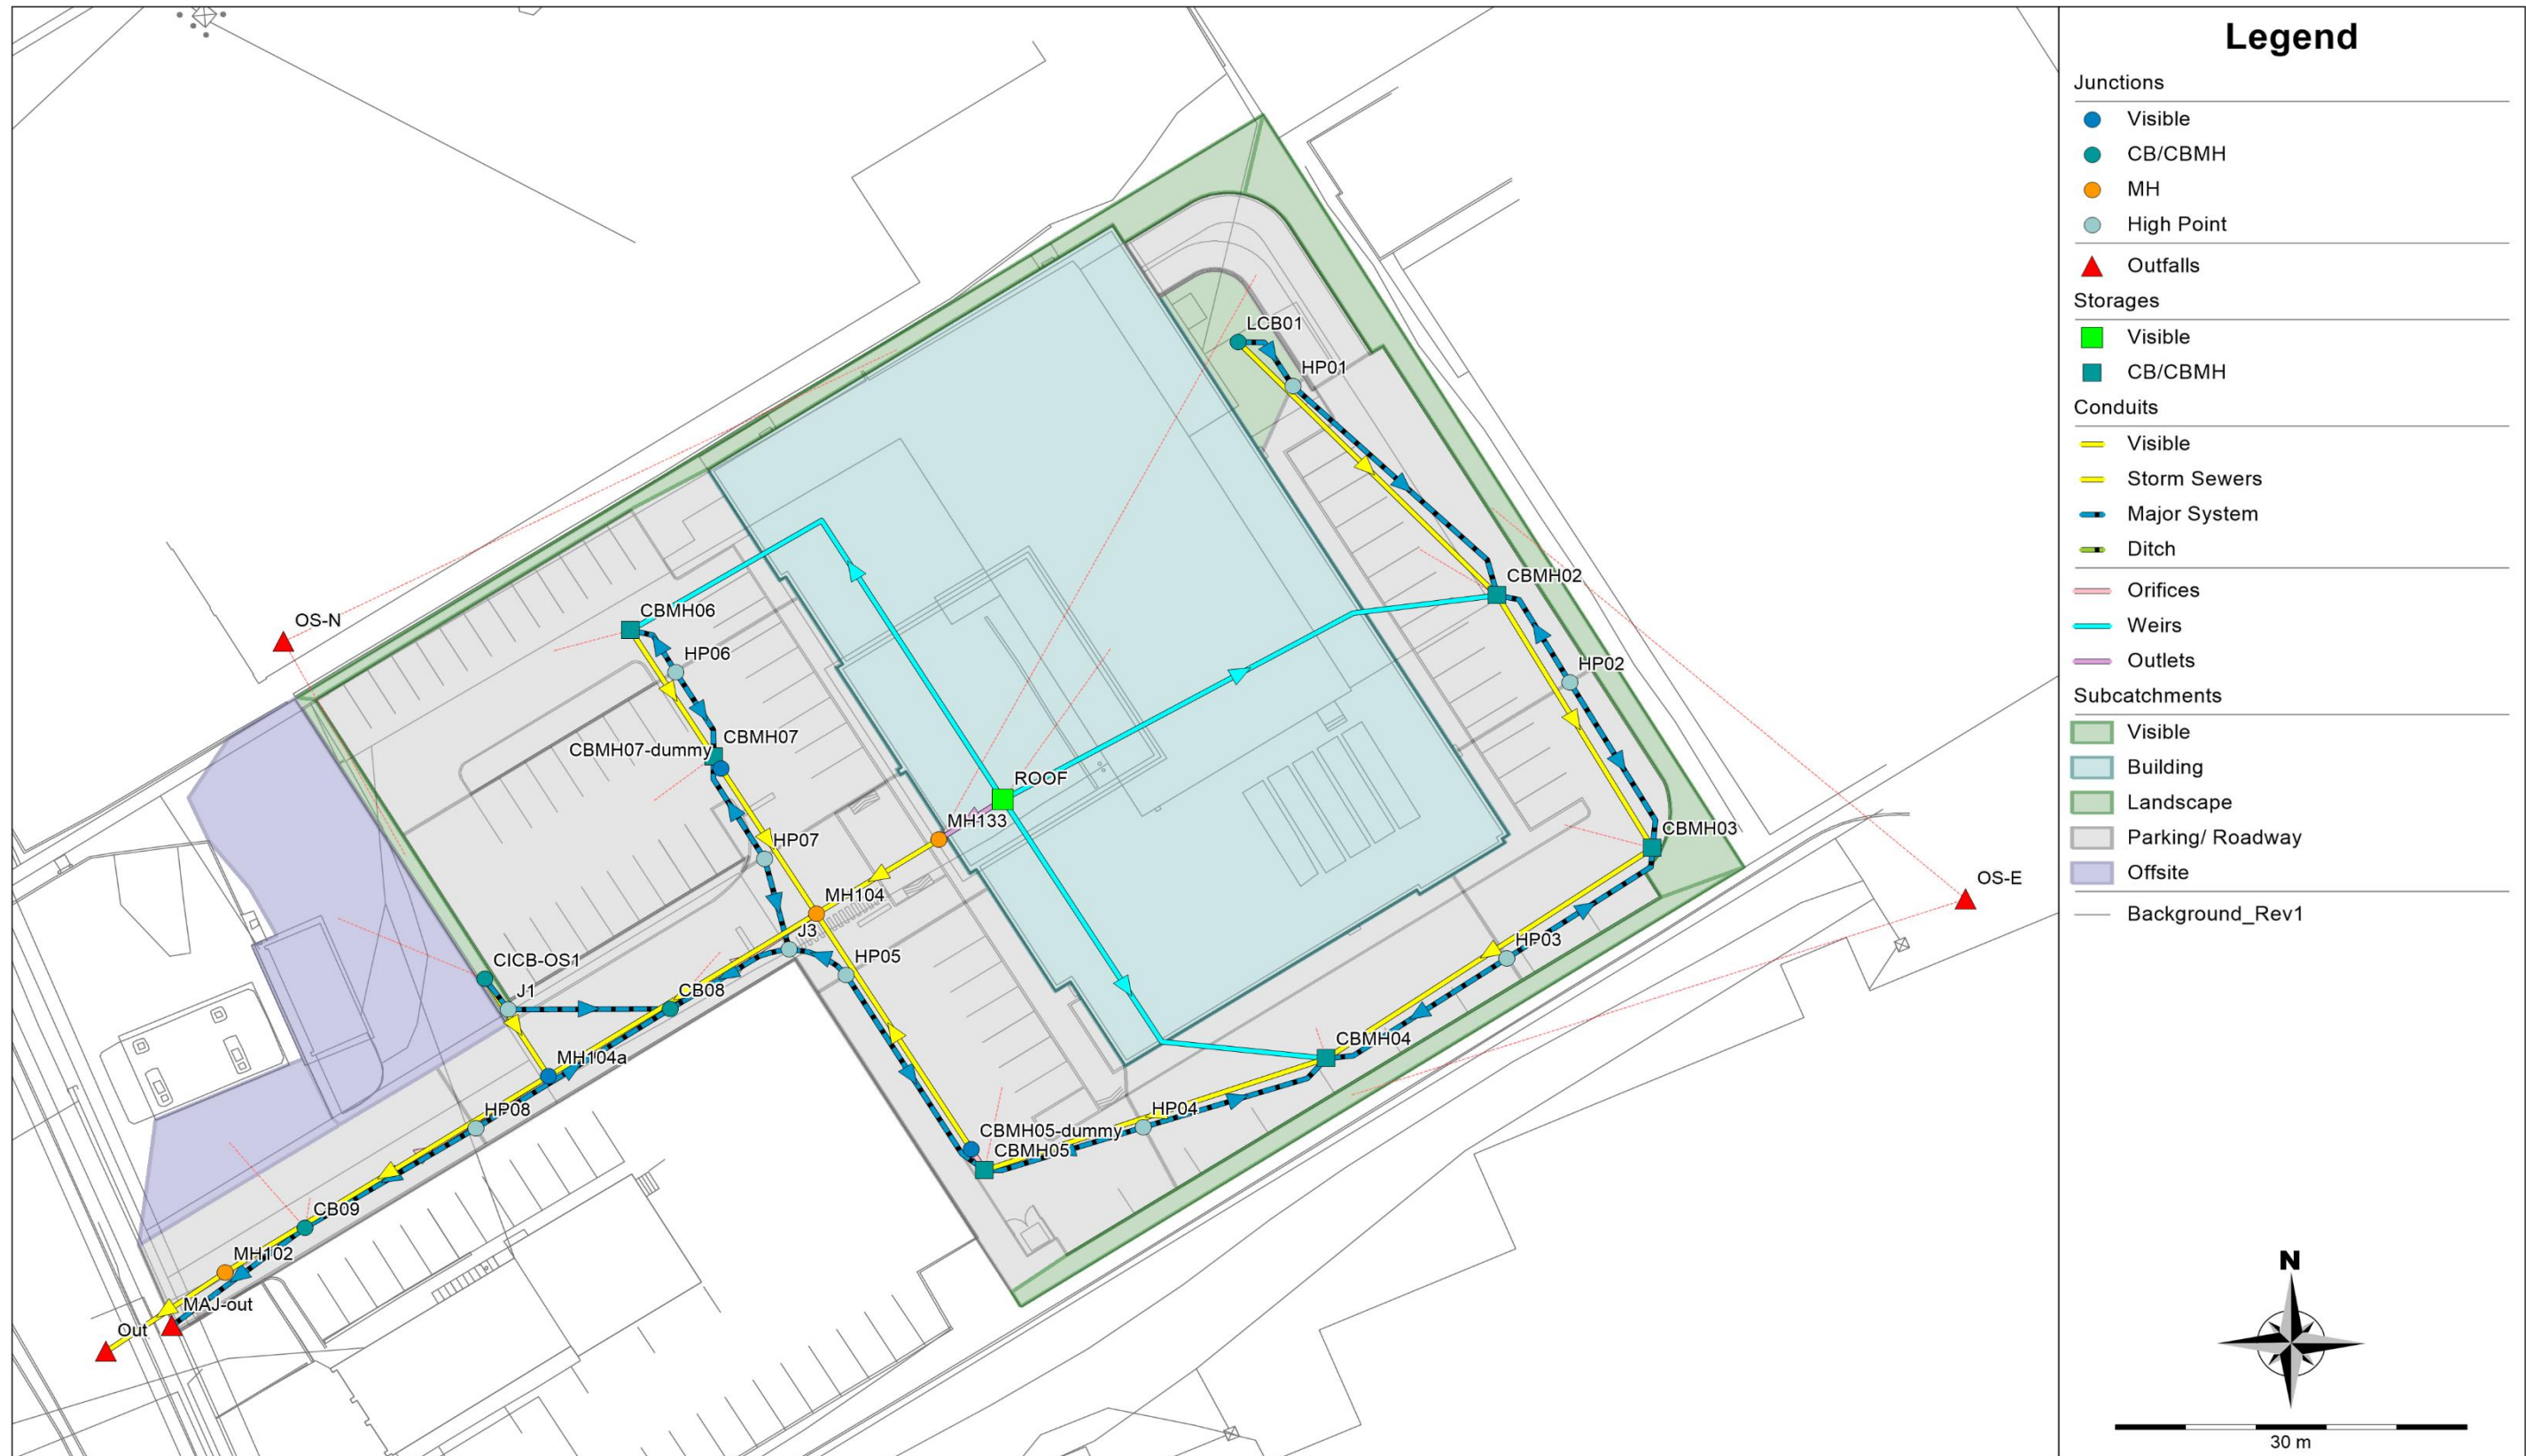 Legend
Junctions
Visible
CB/CBMH
MH
High Point
Outfalls
Storages
Visible
CB/CBMH
Conduits
Visible
Storm Sewers
Major System
Ditch
Orifices
Weirs
Outlets
Subcatchments
Visible
Building
Landscape
Parking/ Roadway
Offsite
Background_Rev1
N
30 m
LCB01
HP01
CBMH02
CBMH06
OS-N
HP06
HP02
CBMH07
CBMH07-dummy
ROOF
MH133
CBMH03
HP07
OS-E
MH104
J3
HP03
HP05
CICB-OS1
J1
CB08
CBMH04
MH104a
HP08
HP04
CBMH05-dummy
CBMH05
CB09
MH102
MAJ-out
Out